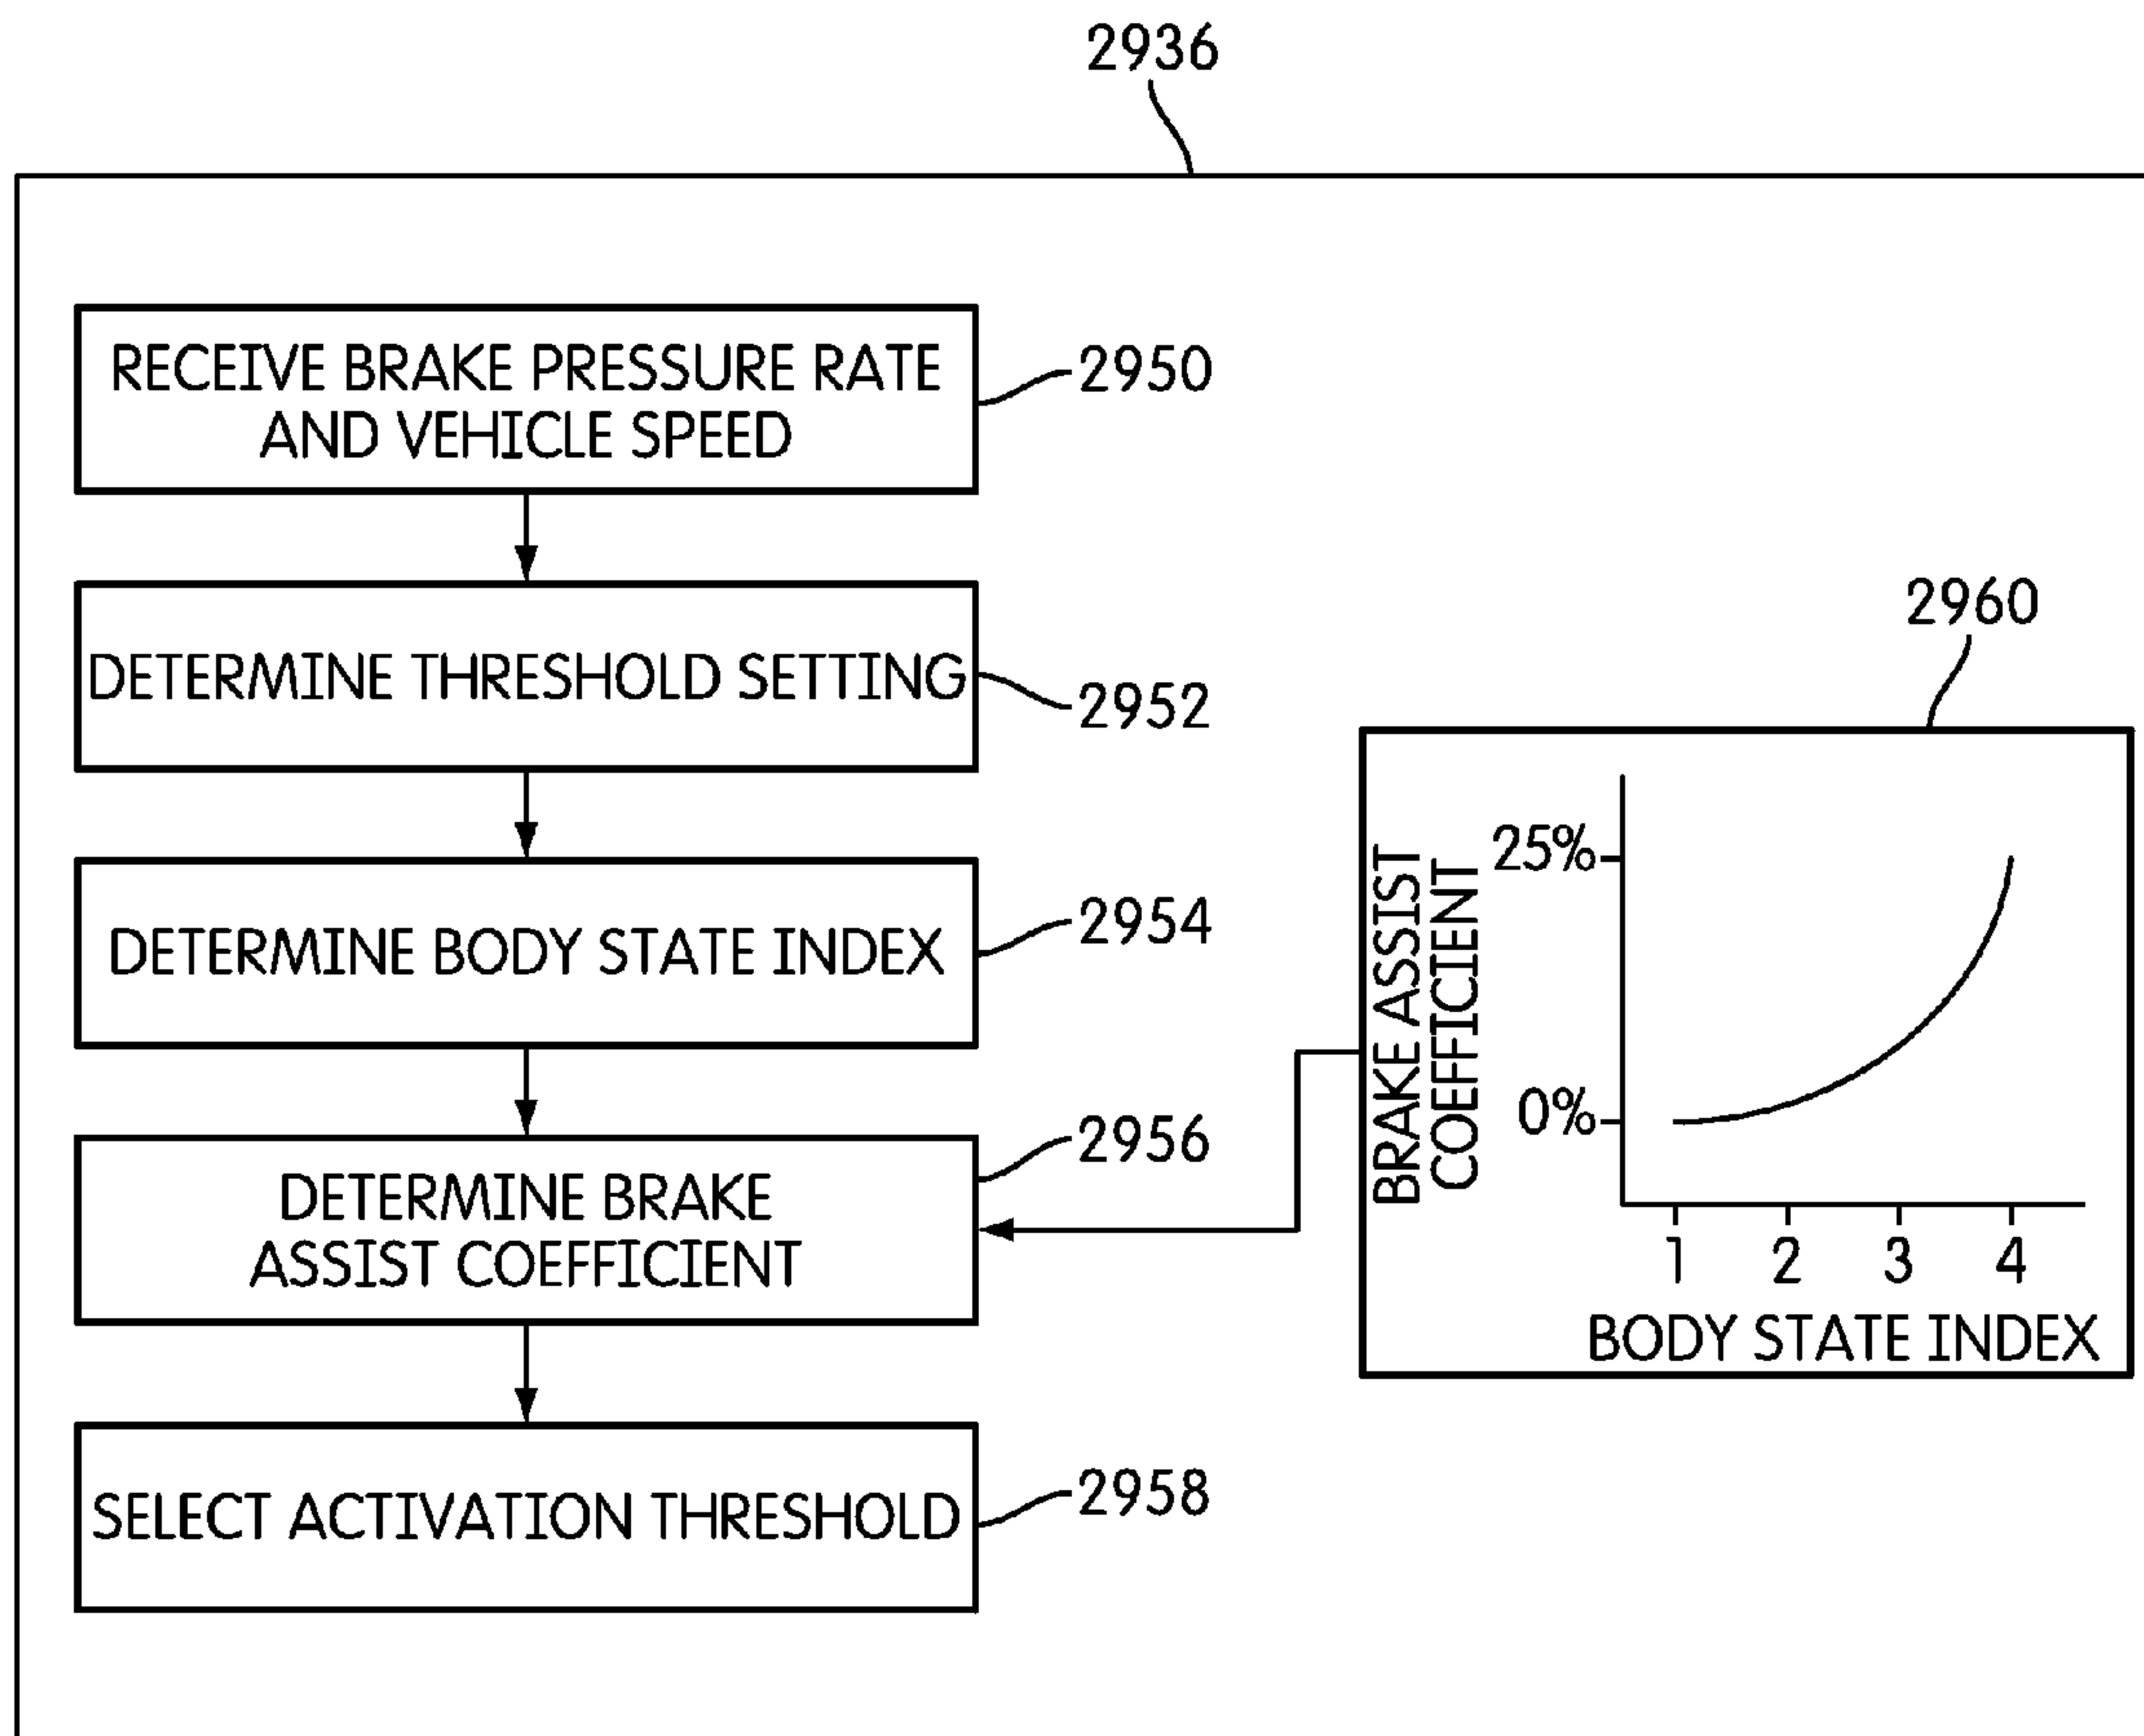 2936
RECEIVE BRAKE PRESSURE RATE
AND VEHICLE SPEED
2950
DETERMINE THRESHOLD SETTING
2952
DETERMINE BODY STATE INDEX
2954
DETERMINE BRAKE
ASSIST COEFFICIENT
2956
SELECT ACTIVATION THRESHOLD
2958
2960
BRAKE ASSIST
COEFFICIENT
25%
0%
1 2 3 4
BODY STATE INDEX